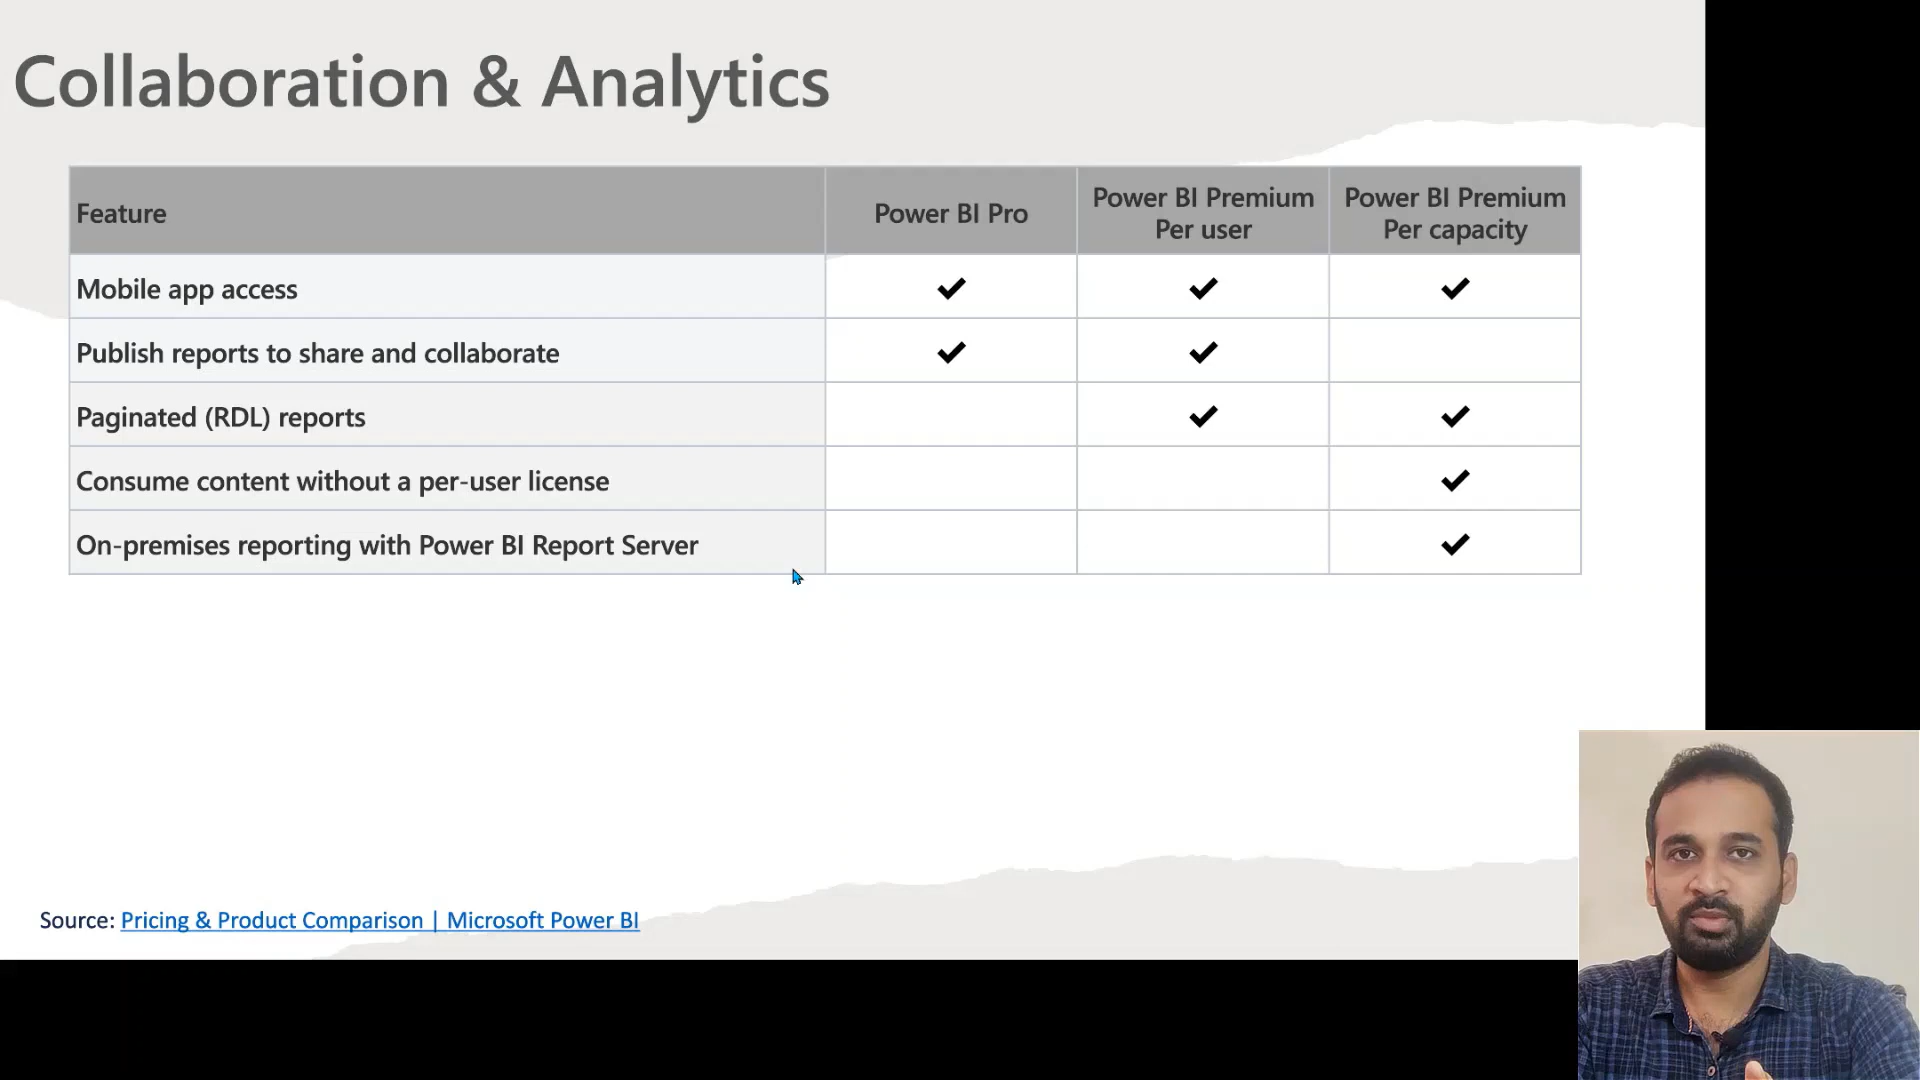 Collaboration & Analytics
Feature
Power BI Pro
Power BI Premium
Per user
Power BI Premium
Per capacity
Mobile app access
Publish reports to share and collaborate
Paginated (RDL) reports
Consume content without a per-user license
On-premises reporting with Power BI Report Server
Source: Pricing & Product Comparison | Microsoft Power BI